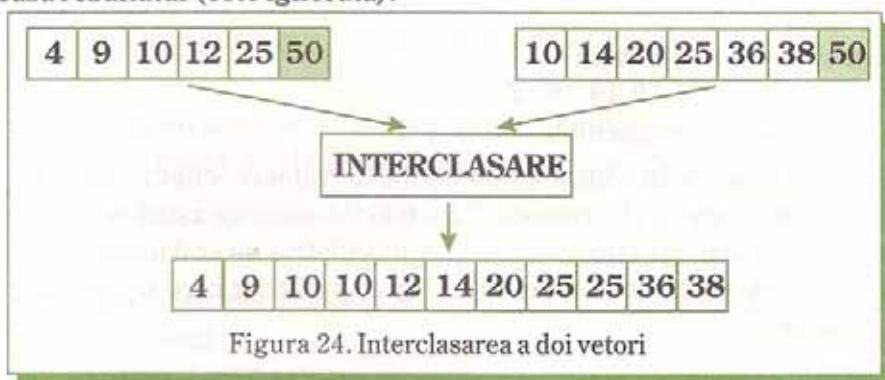 4 9 10 12 25 50
10 14 20 25 36 38 50
INTERCLASARE
4 9 10 10 12 14 20 25 25 36 38
Figura 24. Interclasarea a doi vetori